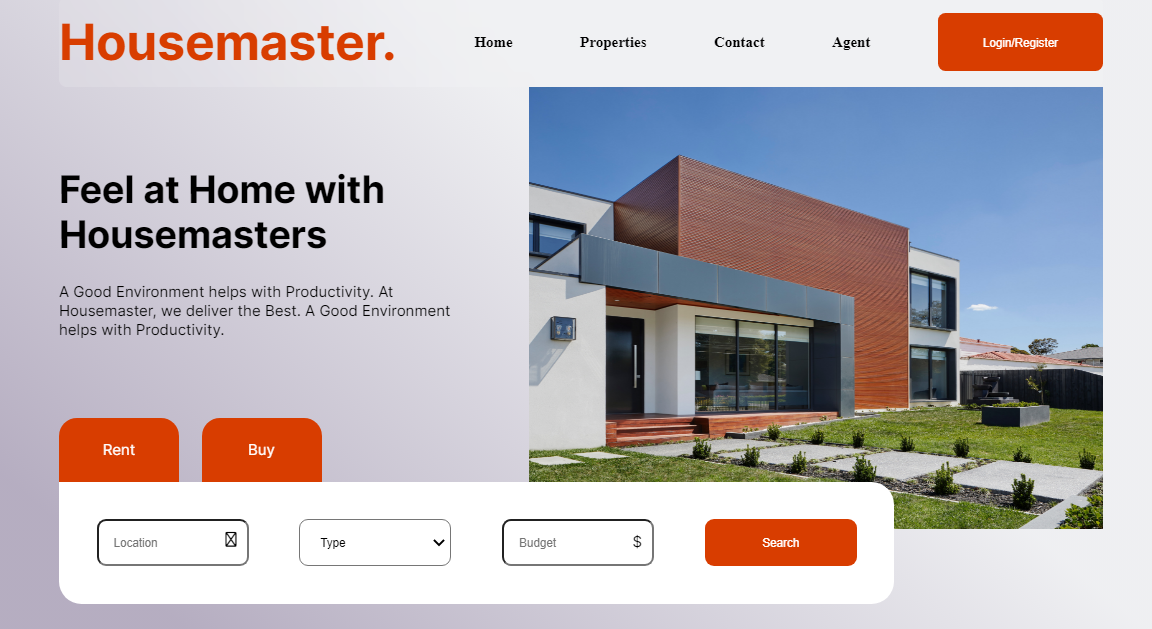 Housemaster.
Home Properties Contact Agent Login/Register
Feel at Home with
Housemasters
A Good Environment helps with Productivity. At
Housemaster, we deliver the Best. A Good Environment
helps with Productivity.
Rent Buy
Location Type Budget $ Search